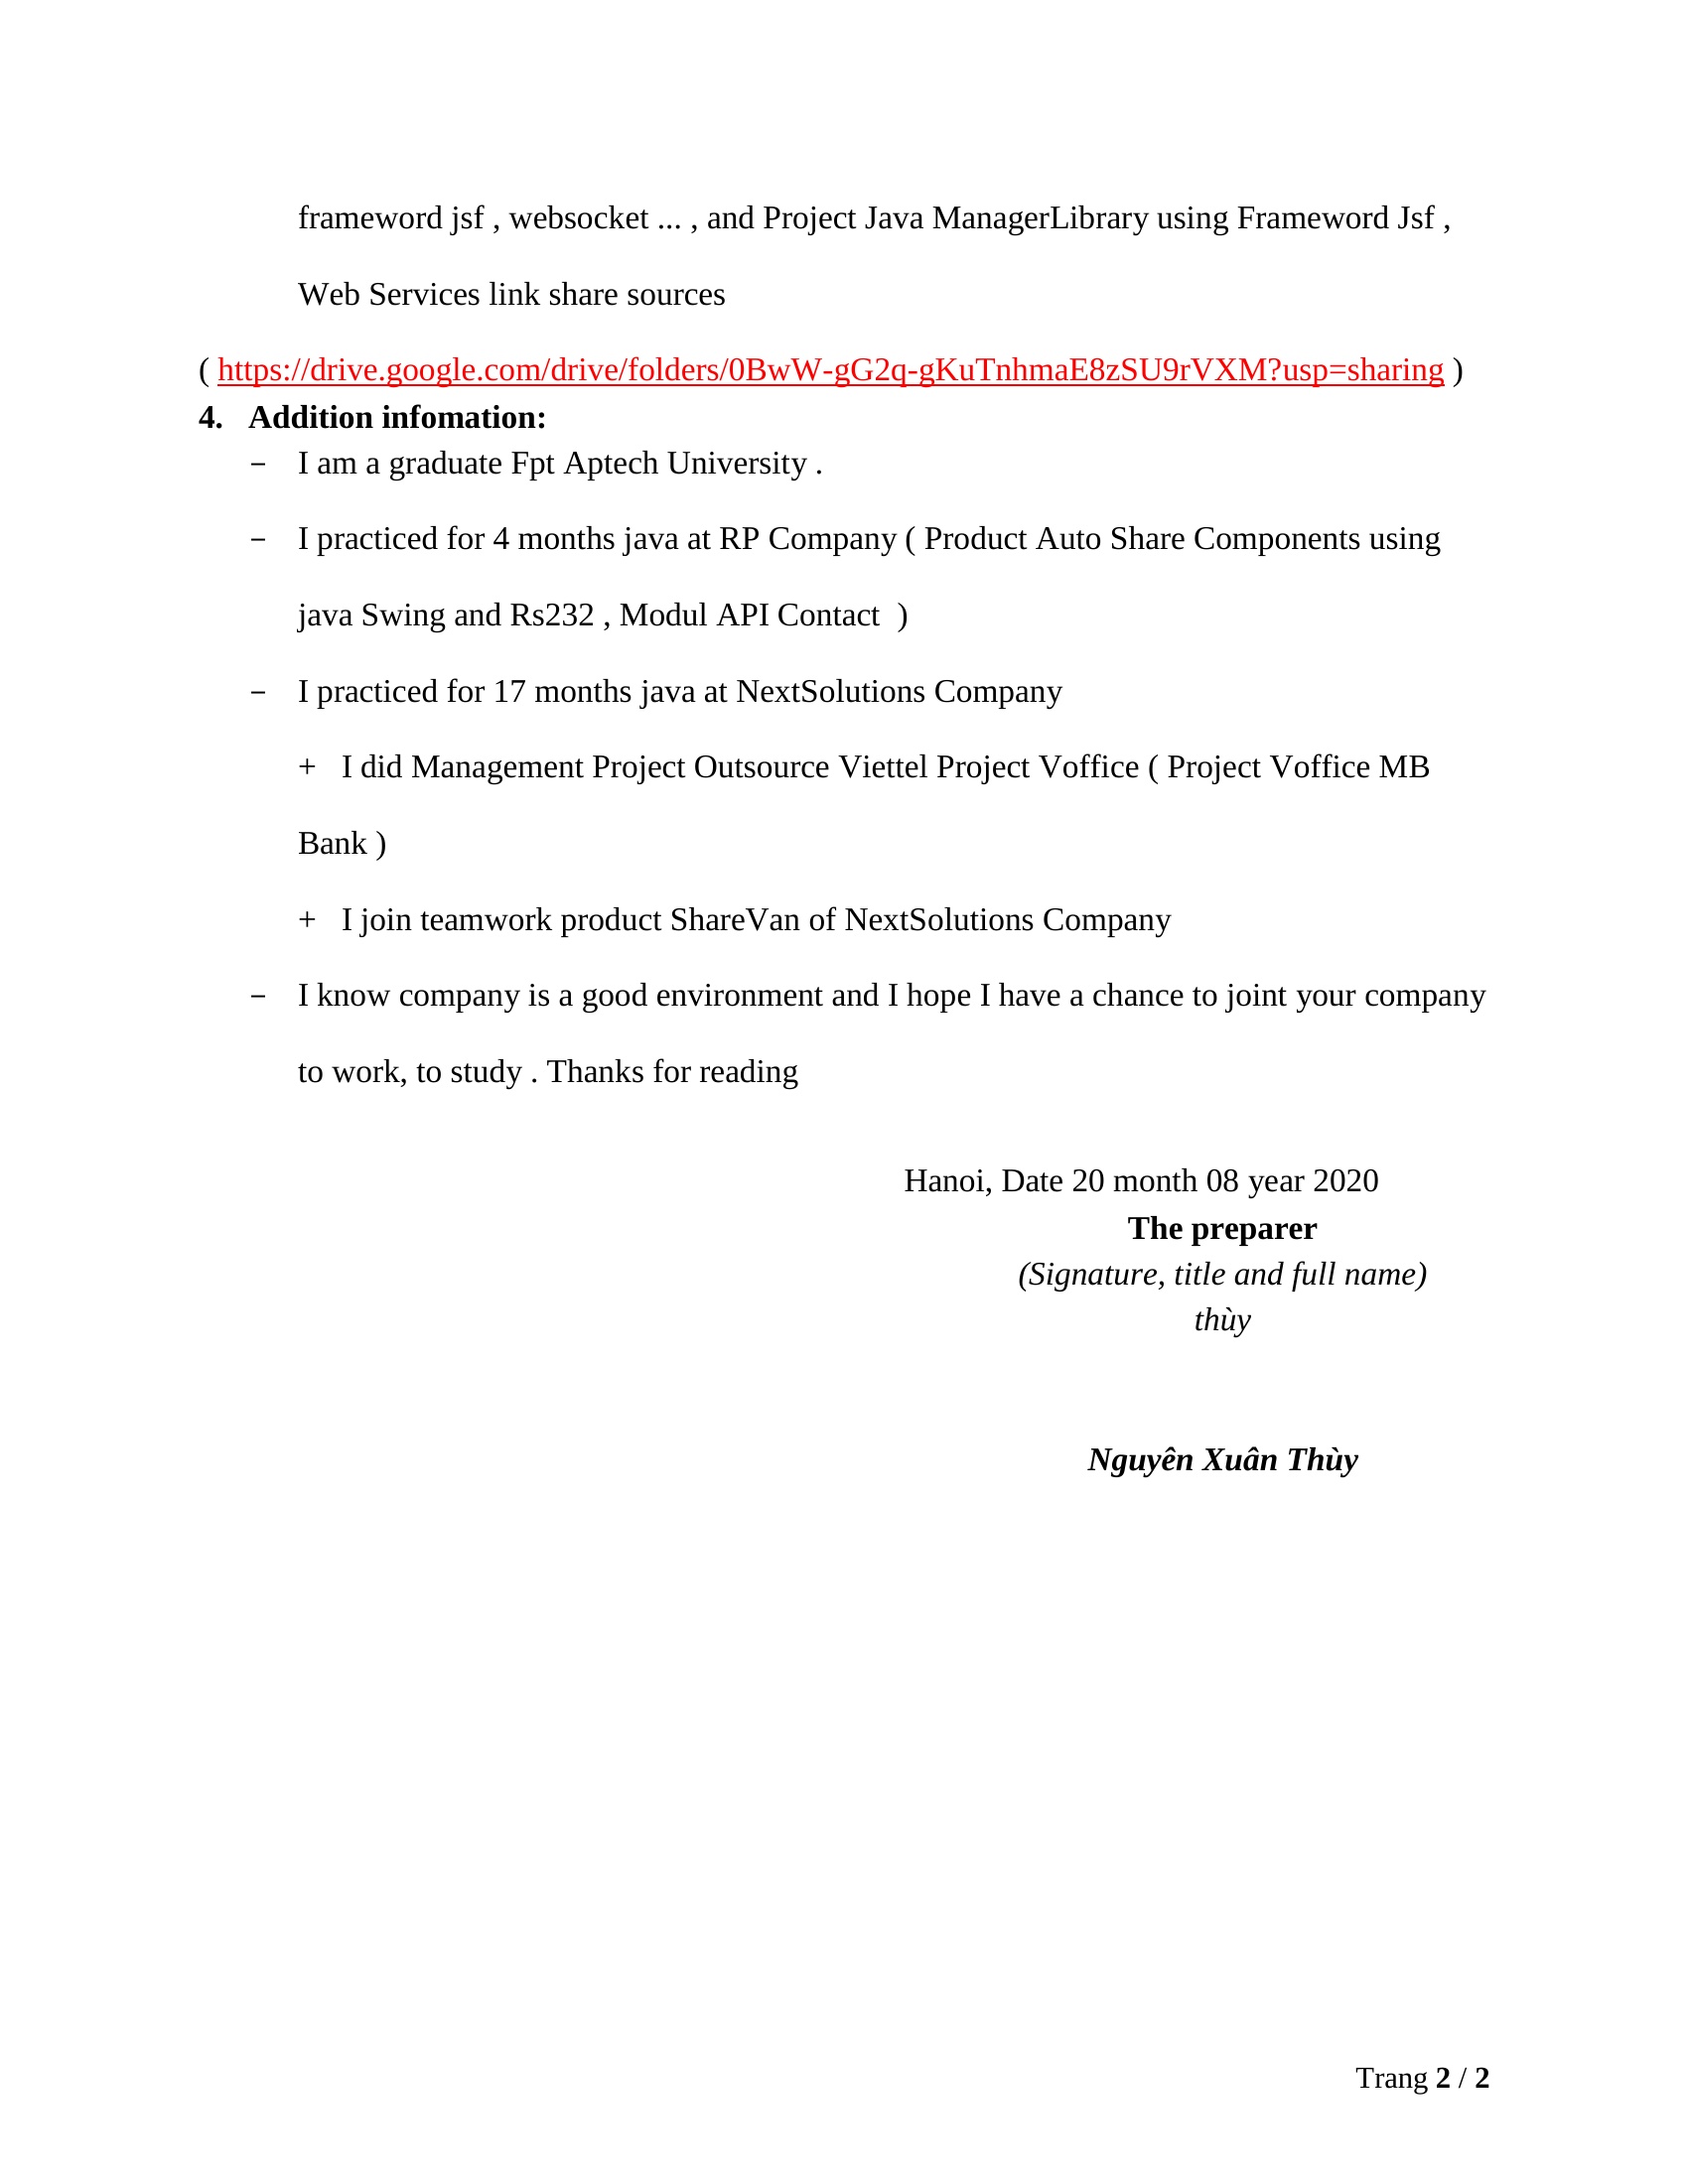 frameword jsf , websocket ... , and Project Java ManagerLibrary using Frameword Jsf ,
Web Services link share sources
( https://drive.google.com/drive/folders/0BwW-gG2q-gKuTnhmaE8zSU9rVXM?usp=sharing )
4. Addition infomation:
− I am a graduate Fpt Aptech University .
− I practiced for 4 months java at RP Company ( Product Auto Share Components using
java Swing and Rs232 , Modul API Contact )
− I practiced for 17 months java at NextSolutions Company
+ I did Management Project Outsource Viettel Project Voffice ( Project Voffice MB
Bank )
+ I join teamwork product ShareVan of NextSolutions Company
− I know company is a good environment and I hope I have a chance to joint your company
to work, to study . Thanks for reading
Hanoi, Date 20 month 08 year 2020
The preparer
(Signature, title and full name)
thùy
Nguyên Xuân Thùy
Trang 2 / 2